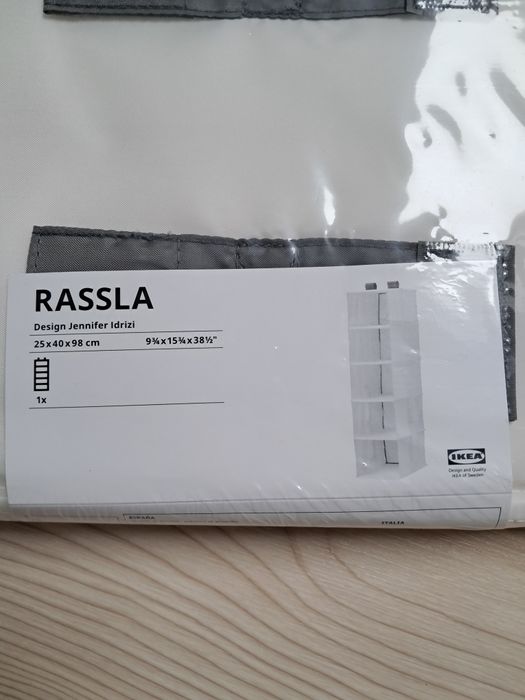 RASSLA
Design Jennifer Idrizi
25x40x98 cm 9¾x15¾x38½"
1x
IKEA
Design and Quality
IKEA of Sweden
ESPAÑA ITALIA